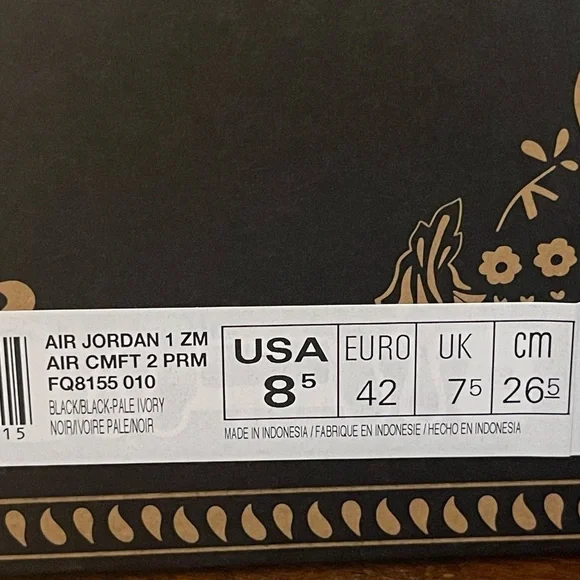 AIR JORDAN 1 ZM
AIR CMFT 2 PRM
FQ8155 010
BLACK/BLACK-PALE IVORY
NOIR/IVOIRE PALE/NOIR
15
USA
8⁵
EURO
42
UK
7⁵
cm
26⁵
MADE IN INDONESIA / FABRIQUE EN INDONESIE / HECHO EN INDONESIA